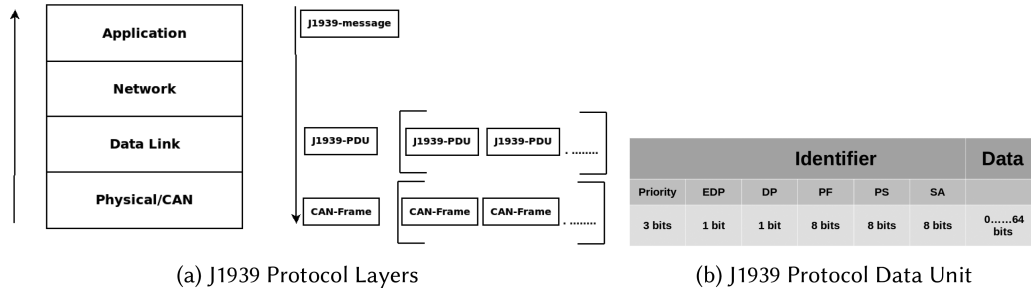 Application
Network
Data Link
Physical/CAN
J1939-message
J1939-PDU
J1939-PDU J1939-PDU . ........
CAN-Frame
CAN-Frame CAN-Frame . ........
(a) J1939 Protocol Layers
Identifier Data
Priority EDP DP PF PS SA
3 bits 1 bit 1 bit 8 bits 8 bits 8 bits 0......64
bits
(b) J1939 Protocol Data Unit